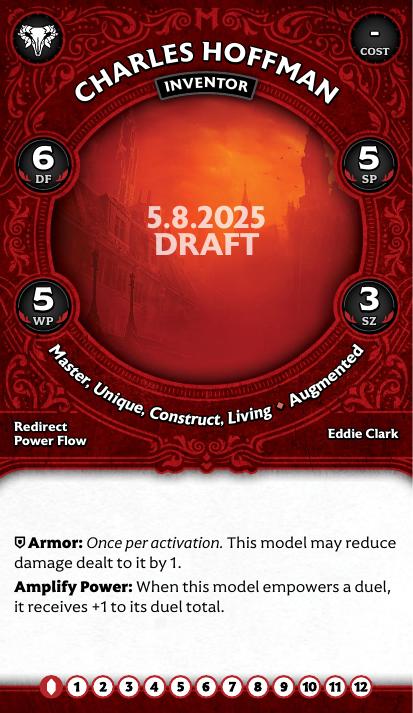 -
COST
CHARLES HOFFMAN
INVENTOR
6
DF
5
SP
5.8.2025
DRAFT
5
WP
3
SZ
Master, Unique, Construct, Living • Augmented
Redirect
Power Flow
Eddie Clark
Armor: Once per activation. This model may reduce
damage dealt to it by 1.
Amplify Power: When this model empowers a duel,
it receives +1 to its duel total.
1 2 3 4 5 6 7 8 9 10 11 12